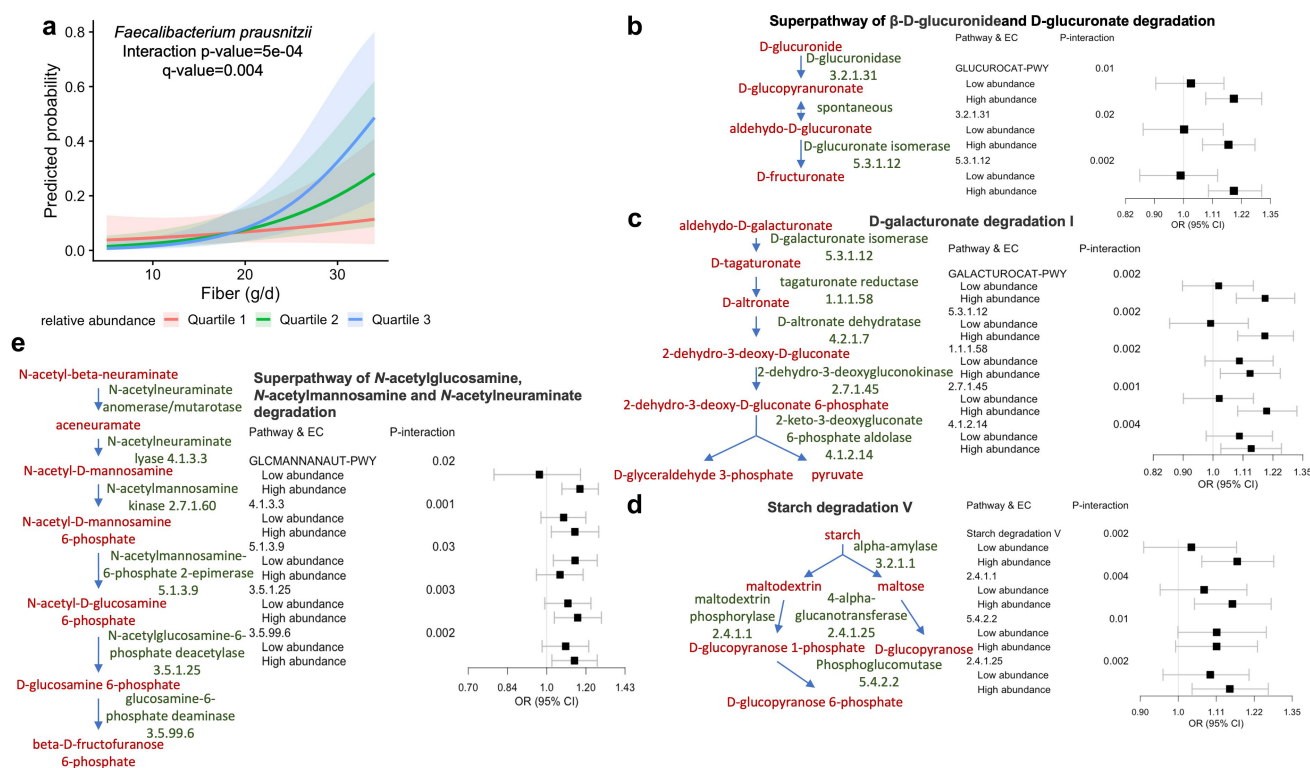 a
Faecalibacterium prausnitzii
Interaction p-value=5e-04
q-value=0.004
Predicted probability
0.8
0.6
0.4
0.2
0.0
10
20
30
Fiber (g/d)
relative abundance
Quartile 1
Quartile 2
Quartile 3
b
Superpathway of β-D-glucuronideand D-glucuronate degradation
D-glucuronide
D-glucuronidase
3.2.1.31
D-glucopyranuronate
spontaneous
aldehydo-D-glucuronate
D-glucuronate isomerase
5.3.1.12
D-fructuronate
Pathway & EC
P-interaction
GLUCUROCAT-PWY
0.01
Low abundance
High abundance
3.2.1.31
0.02
Low abundance
High abundance
5.3.1.12
0.002
Low abundance
High abundance
0.82 0.90 1.0 1.11 1.22 1.35
OR (95% CI)
c
D-galacturonate degradation I
aldehydo-D-galacturonate
D-galacturonate isomerase
5.3.1.12
D-tagaturonate
tagaturonate reductase
1.1.1.58
D-altronate
D-altronate dehydratase
4.2.1.7
2-dehydro-3-deoxy-D-gluconate
2-dehydro-3-deoxygluconokinase
2.7.1.45
2-dehydro-3-deoxy-D-gluconate 6-phosphate
2-keto-3-deoxygluconate
6-phosphate aldolase
4.1.2.14
D-glyceraldehyde 3-phosphate
pyruvate
Pathway & EC
P-interaction
GALACTUROCAT-PWY
0.002
Low abundance
High abundance
5.3.1.12
0.002
Low abundance
High abundance
1.1.1.58
0.002
Low abundance
High abundance
2.7.1.45
0.001
Low abundance
High abundance
4.1.2.14
0.004
Low abundance
High abundance
0.82 0.90 1.0 1.11 1.22 1.35
OR (95% CI)
d
Starch degradation V
starch
alpha-amylase
3.2.1.1
maltodextrin
maltose
maltodextrin
phosphorylase
2.4.1.1
4-alpha-
glucanotransferase
2.4.1.25
D-glucopyranose 1-phosphate
D-glucopyranose
Phosphoglucomutase
5.4.2.2
D-glucopyranose 6-phosphate
Pathway & EC
P-interaction
Starch degradation V
0.002
Low abundance
High abundance
2.4.1.1
0.004
Low abundance
High abundance
5.4.2.2
0.01
Low abundance
High abundance
2.4.1.25
0.002
Low abundance
High abundance
0.90 1.0 1.11 1.22 1.35
OR (95% CI)
e
Superpathway of N-acetylglucosamine,
N-acetylmannosamine and N-acetylneuraminate
degradation
N-acetyl-beta-neuraminate
N-acetylneuraminate
anomerase/mutarotase
aceneuramate
N-acetylneuraminate
lyase 4.1.3.3
N-acetyl-D-mannosamine
N-acetylmannosamine
kinase 2.7.1.60
N-acetyl-D-mannosamine
6-phosphate
N-acetylmannosamine-
6-phosphate 2-epimerase
5.1.3.9
N-acetyl-D-glucosamine
6-phosphate
N-acetylglucosamine-6-
phosphate deacetylase
3.5.1.25
D-glucosamine 6-phosphate
glucosamine-6-
phosphate deaminase
3.5.99.6
beta-D-fructofuranose
6-phosphate
Pathway & EC
P-interaction
GLCMANNANAUT-PWY
0.02
Low abundance
High abundance
4.1.3.3
0.001
Low abundance
High abundance
5.1.3.9
0.03
Low abundance
High abundance
3.5.1.25
0.003
Low abundance
High abundance
3.5.99.6
0.002
Low abundance
High abundance
0.70 0.84 1.0 1.20 1.43
OR (95% CI)